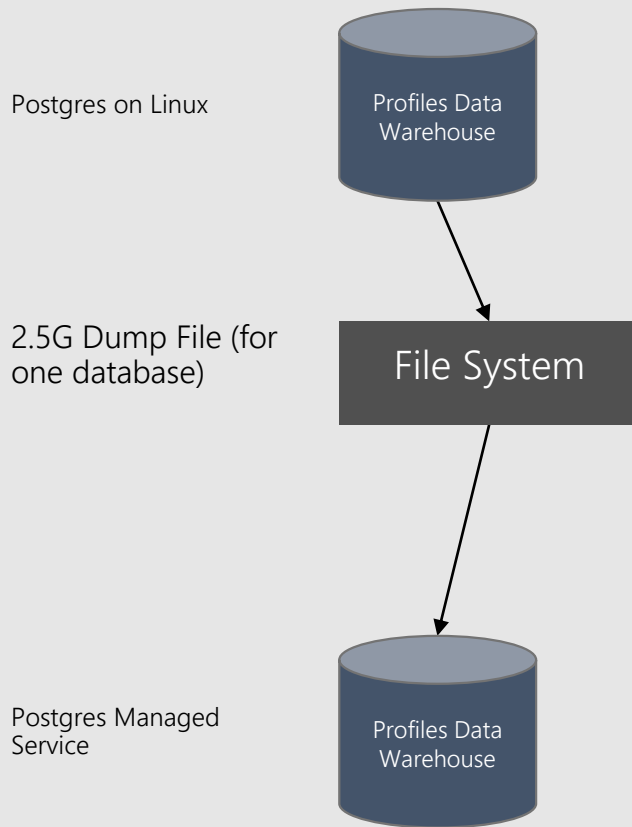 Postgres on Linux
Profiles Data
Warehouse
2.5G Dump File (for
one database)
File System
Postgres Managed
Service
Profiles Data
Warehouse